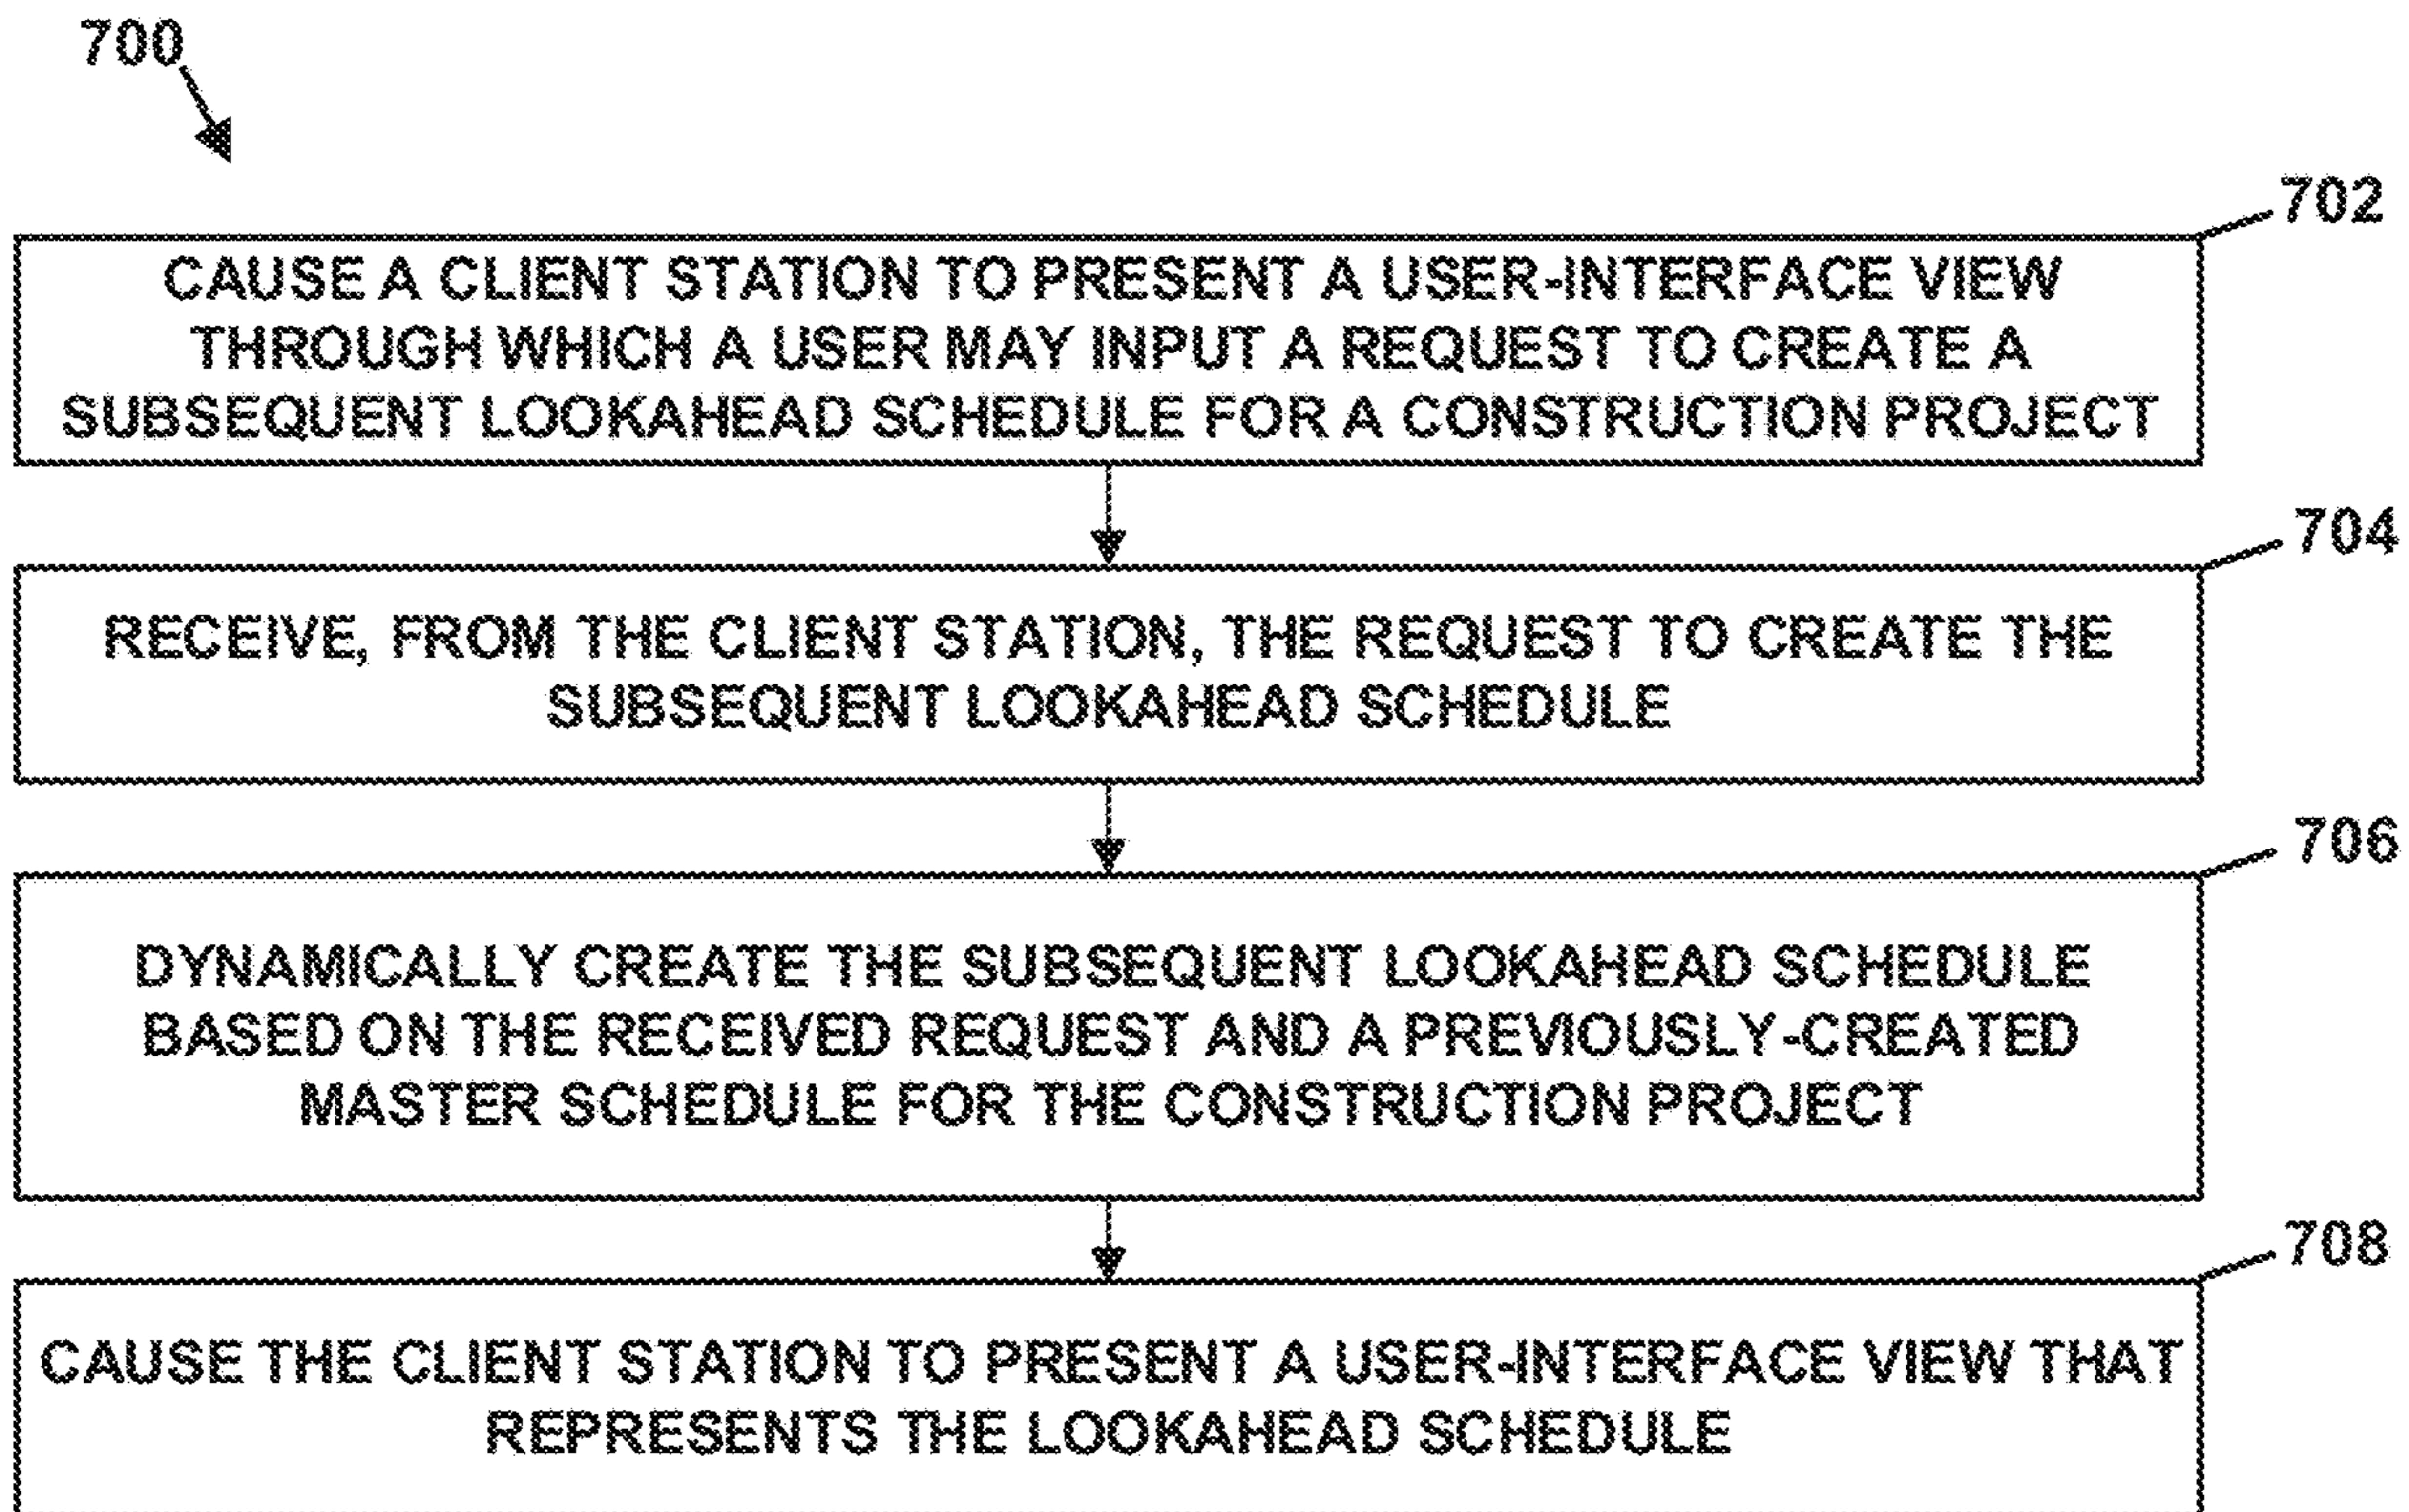 700
702
CAUSE A CLIENT STATION TO PRESENT A USER-INTERFACE VIEW
THROUGH WHICH A USER MAY INPUT A REQUEST TO CREATE A
SUBSEQUENT LOOKAHEAD SCHEDULE FOR A CONSTRUCTION PROJECT
704
RECEIVE, FROM THE CLIENT STATION, THE REQUEST TO CREATE THE
SUBSEQUENT LOOKAHEAD SCHEDULE
706
DYNAMICALLY CREATE THE SUBSEQUENT LOOKAHEAD SCHEDULE
BASED ON THE RECEIVED REQUEST AND A PREVIOUSLY-CREATED
MASTER SCHEDULE FOR THE CONSTRUCTION PROJECT
708
CAUSE THE CLIENT STATION TO PRESENT A USER-INTERFACE VIEW THAT
REPRESENTS THE LOOKAHEAD SCHEDULE